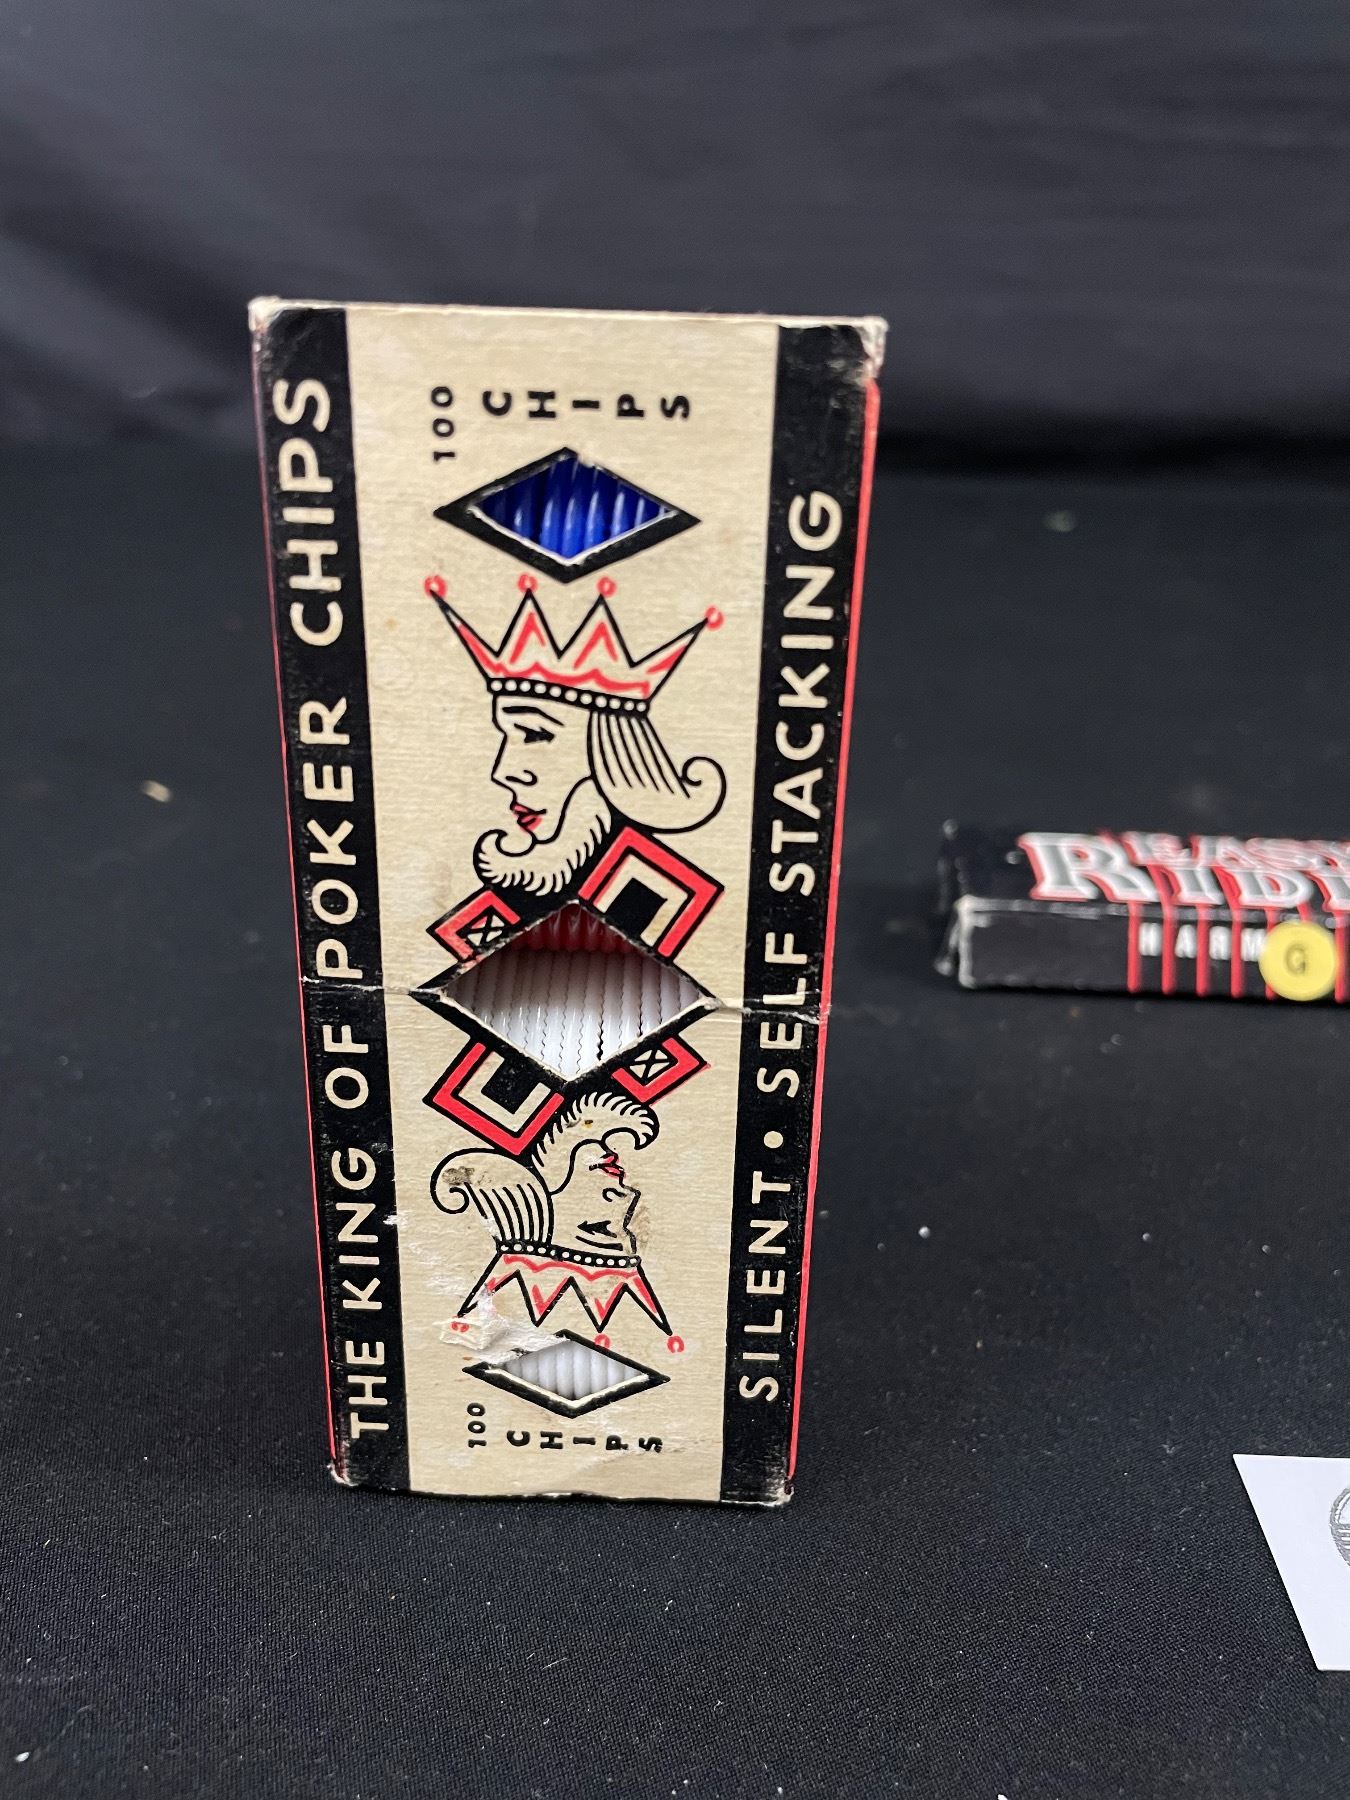 THE KING OF POKER CHIPS
100
CHIPS
100
CHIPS
SILENT • SELF STACKING
G